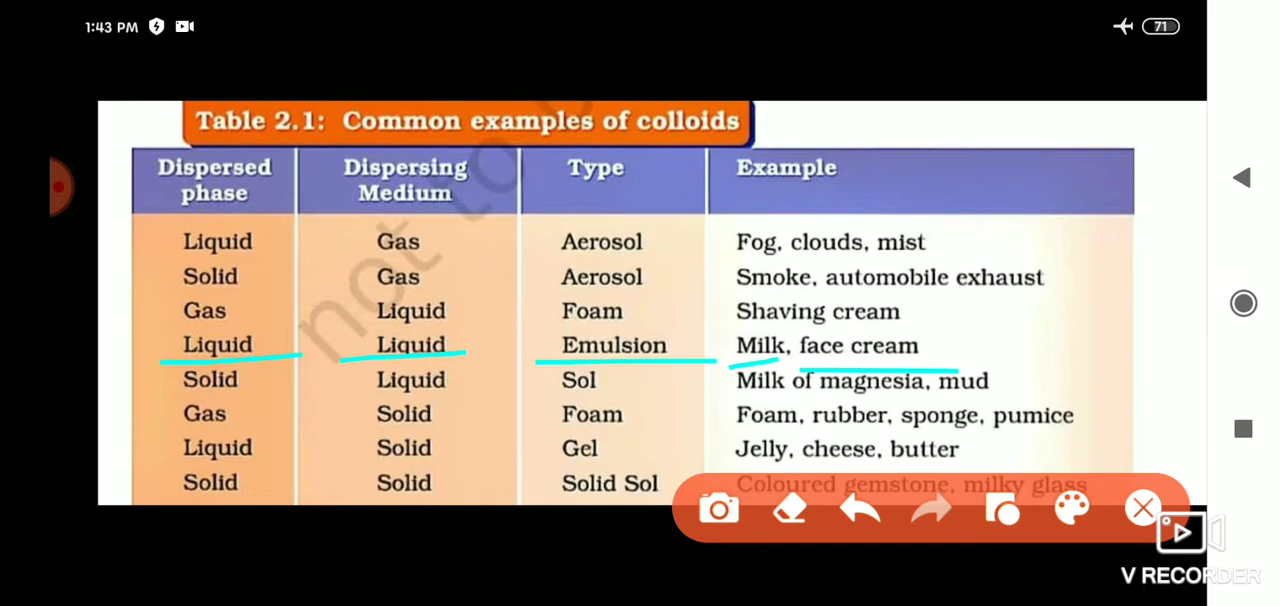 1:43 PM 71
Table 2.1: Common examples of colloids
Dispersed phase Dispersing Medium Type Example
Liquid Gas Aerosol Fog, clouds, mist
Solid Gas Aerosol Smoke, automobile exhaust
Gas Liquid Foam Shaving cream
Liquid Liquid Emulsion Milk, face cream
Solid Liquid Sol Milk of magnesia, mud
Gas Solid Foam Foam, rubber, sponge, pumice
Liquid Solid Gel Jelly, cheese, butter
Solid Solid Solid Sol Coloured gemstone, milky glass
not to
V RECORDER